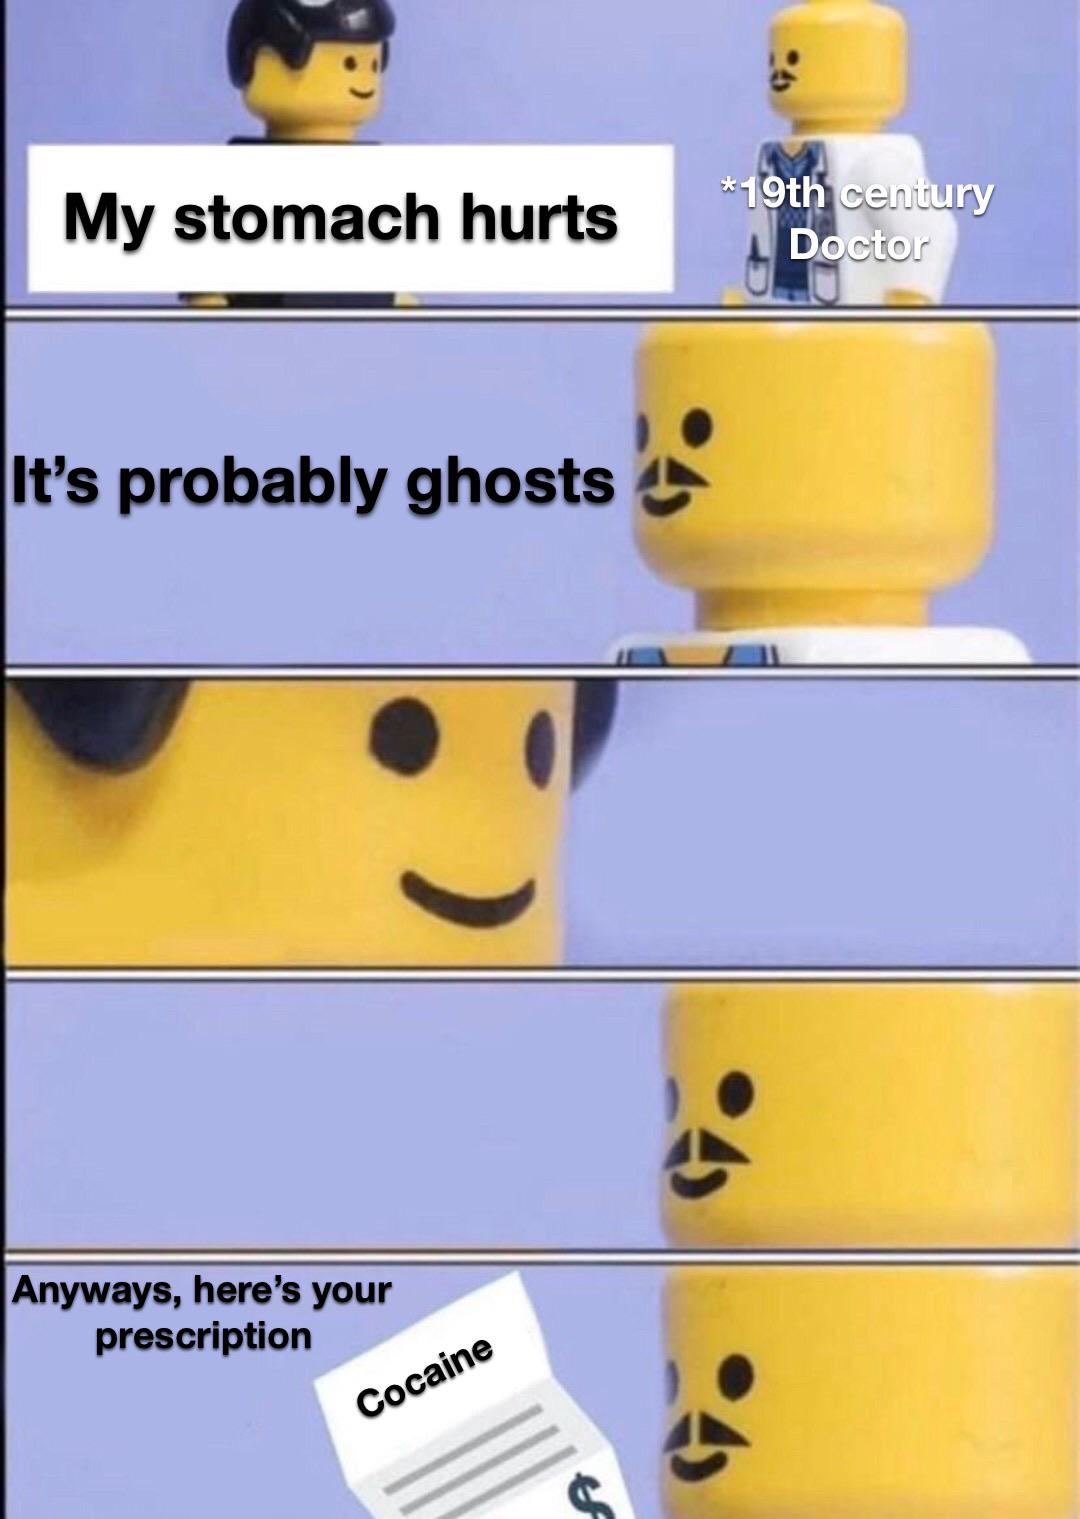 My stomach hurts
*19th century
Doctor
It's probably ghosts
Anyways, here's your
prescription
Cocaine
$